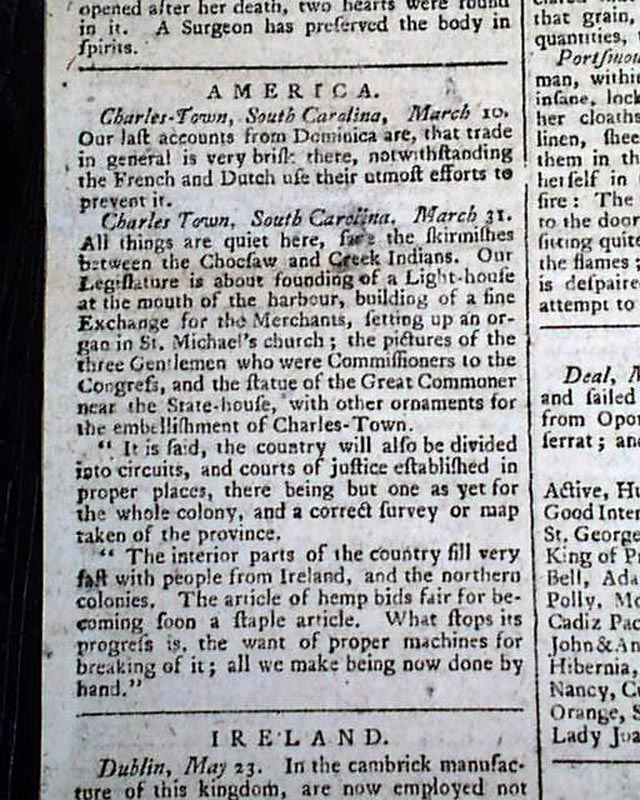 opened after her death, two hearts were found
in it. A Surgeon has preſerved the body in
ſpirits.
AMERICA.
Charles-Town, South Carolina, March 10.
Our laſt accounts from Dominica are, that trade
in general is very briſk there, notwithſtanding
the French and Dutch uſe their utmoſt efforts to
prevent it.
Charles Town, South Carolina, March 31.
All things are quiet here, ſave the ſkirmiſhes
between the Choctaw and Creek Indians. Our
Legiſlature is about founding of a Light-houſe
at the mouth of the harbour, building of a fine
Exchange for the Merchants, ſetting up an or-
gan in St. Michael's church; the pictures of the
three Gentlemen who were Commiſſioners to the
Congreſs, and the ſtatue of the Great Commoner
near the State-houſe, with other ornaments for
the embelliſhment of Charles-Town.
" It is ſaid, the country will alſo be divided
into circuits, and courts of juſtice eſtabliſhed in
proper places, there being but one as yet for
the whole colony, and a correct ſurvey or map
taken of the province.
" The interior parts of the country fill very
faſt with people from Ireland, and the northern
colonies. The article of hemp bids fair for be-
coming ſoon a ſtaple article. What ſtops its
progreſs is, the want of proper machines for
breaking of it; all we make being now done by
hand."
IRELAND.
Dublin, May 23. In the cambrick manufac-
ture of this kingdom, are now employed not
that grain,
quantities,
Portſmou
man, withi
inſane, lock
her cloaths
linen, ſhee
them in th
herſelf in
fire: The
to the door
ſitting quite
the flames;
is deſpaire
attempt to
Deal, M
and ſailed
from Opor
ſerrat; and
Active, Hu
Good Inter
St. George
King of Pr
Bell, Ada
Polly, Mo
Cadiz Pac
John & An
Hibernia,
Nancy, Cu
Orange, S
Lady Joa